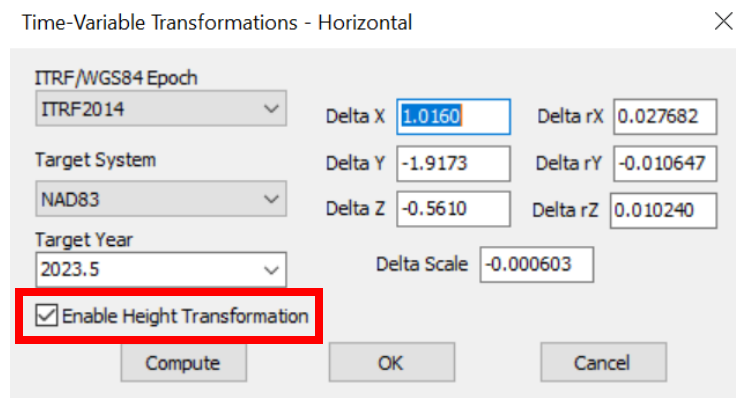 Time-Variable Transformations - Horizontal
ITRF/WGS84 Epoch
ITRF2014
Delta X 1.0160 Delta rX 0.027682
Target System
Delta Y -1.9173 Delta rY -0.010647
NAD83
Delta Z -0.5610 Delta rZ 0.010240
Target Year
2023.5
Delta Scale -0.000603
Enable Height Transformation
Compute OK Cancel